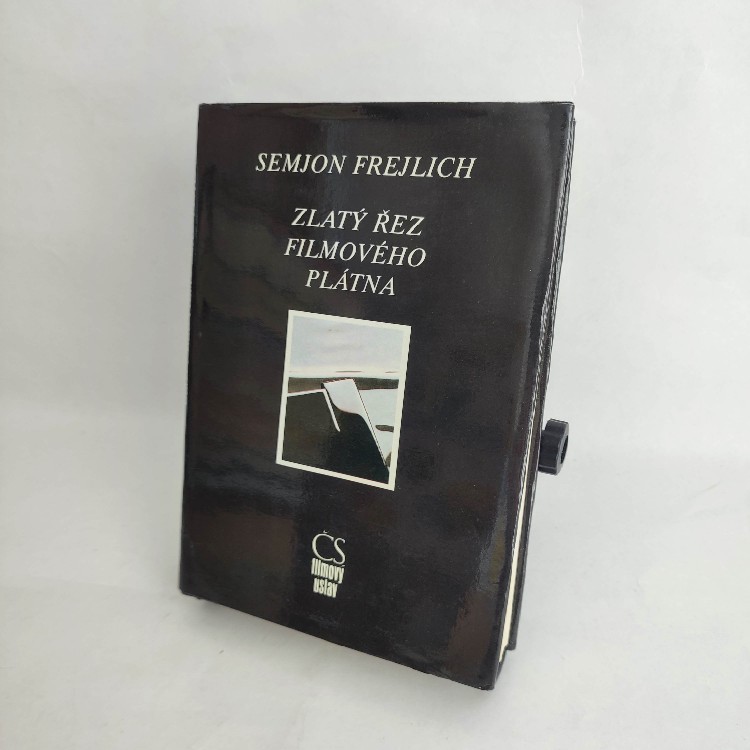 SEMJON FREJLICH
ZLATÝ ŘEZ
FILMOVÉHO
PLÁTNA
ČS
filmový
ústav